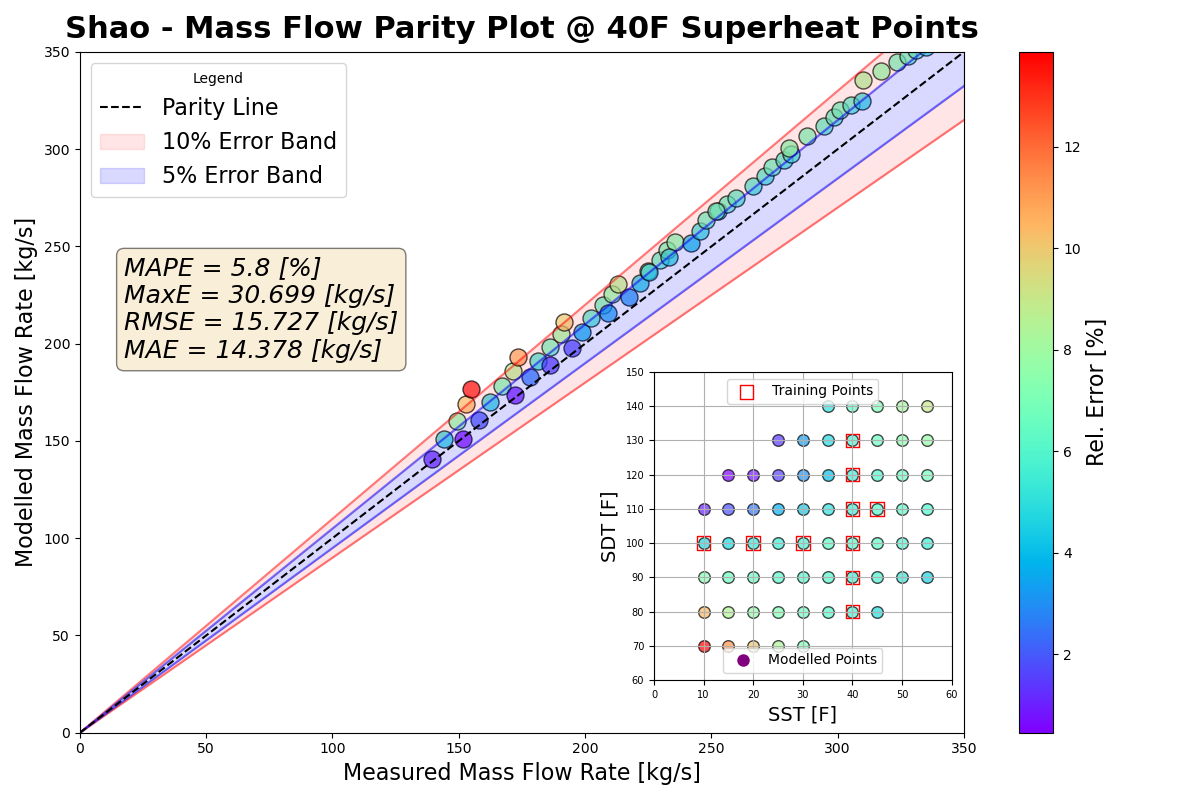 Shao - Mass Flow Parity Plot @ 40F Superheat Points
350
300
250
200
150
100
50
0
Modelled Mass Flow Rate [kg/s]
Legend
Parity Line
10% Error Band
5% Error Band
MAPE = 5.8 [%]
MaxE = 30.699 [kg/s]
RMSE = 15.727 [kg/s]
MAE = 14.378 [kg/s]
150
140
130
120
110
100
90
80
70
60
SDT [F]
Training Points
Modelled Points
0 10 20 30 40 50 60
SST [F]
0 50 100 150 200 250 300 350
Measured Mass Flow Rate [kg/s]
12
10
8
6
4
2
Rel. Error [%]